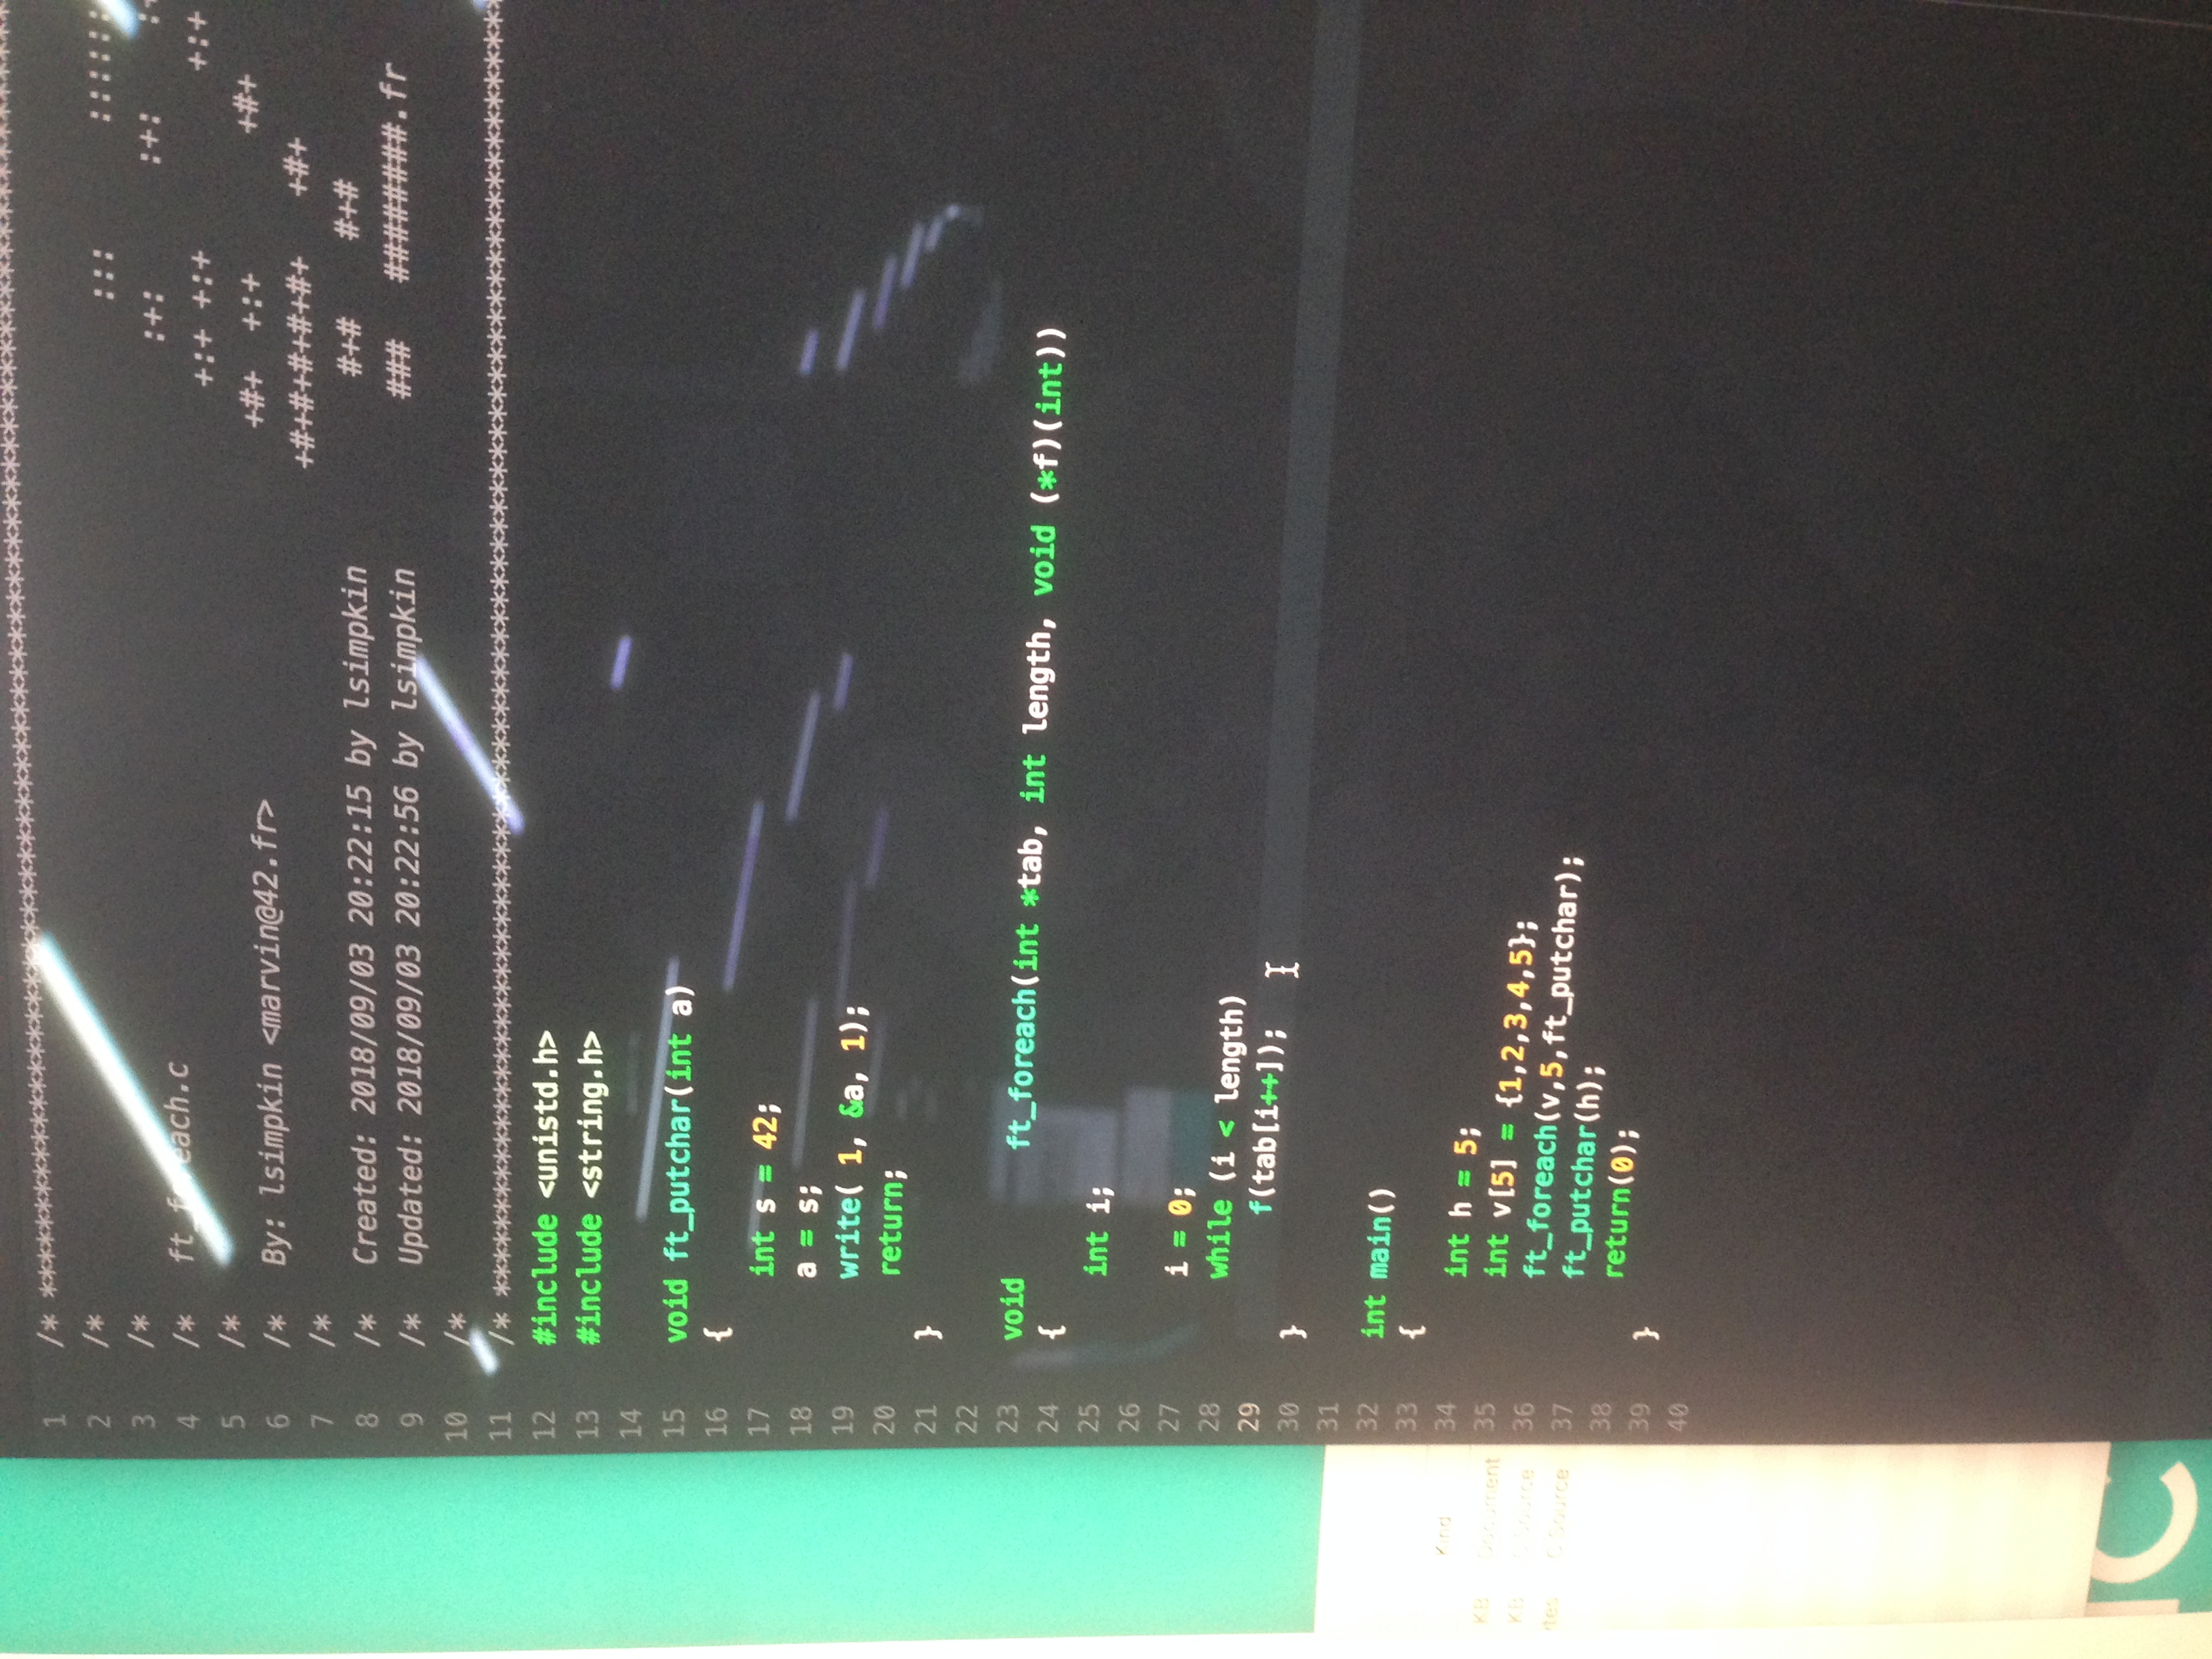 1 /* ********************************************************************************
2 /* ::: ::::::
3 /* :+: :+: :+
4 /* ft_foreach.c +:+ +:+ +:+
5 /* +#+ +:+ +#+
6 /* By: lsimpkin <marvin@42.fr> +#+#+#+#+#+ +#+
7 /* #+# #+#
8 /* Created: 2018/09/03 20:22:15 by lsimpkin ### ########.fr
9 /* Updated: 2018/09/03 20:22:56 by lsimpkin
10 /*
11 /* ********************************************************************************
12 #include <unistd.h>
13 #include <string.h>
14
15 void ft_putchar(int a)
16 {
17 int s = 42;
18 a = s;
19 write( 1, &a, 1);
20 return;
21 }
22
23 void ft_foreach(int *tab, int length, void (*f)(int))
24 {
25 int i;
26
27 i = 0;
28 while (i < length)
29 f(tab[i++]);
30 }
31
32 int main()
33 {
34 int h = 5;
35 int v[5] = {1,2,3,4,5};
36 ft_foreach(v,5,ft_putchar);
37 ft_putchar(h);
38 return(0);
39 }
40
Kind
KB Document
KB C Source
C Source